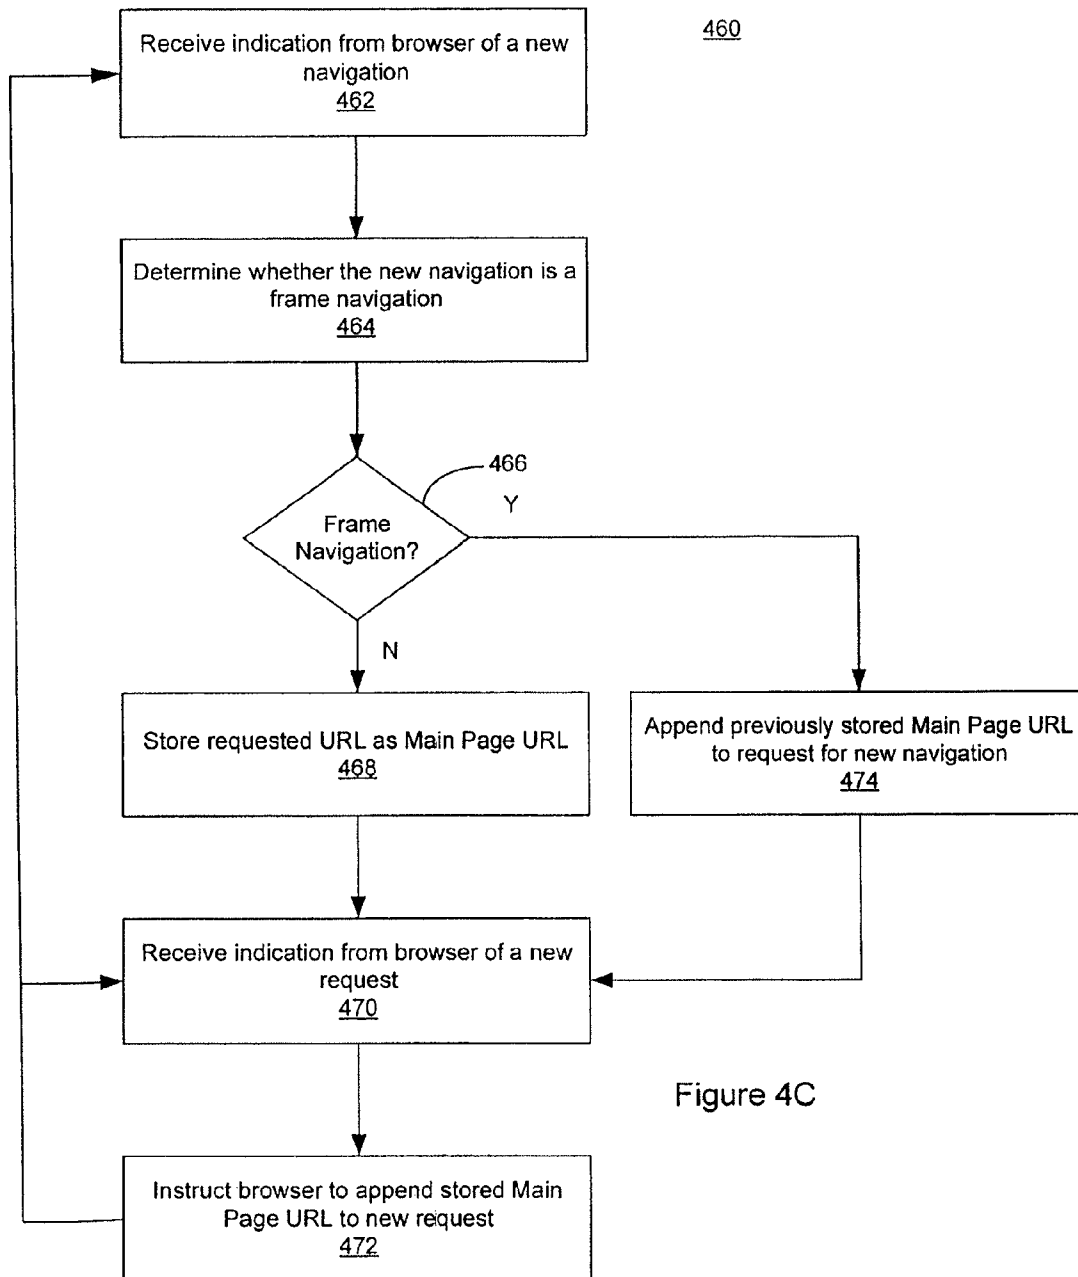 460
Receive indication from browser of a new
navigation
462
Determine whether the new navigation is a
frame navigation
464
466
Y
Frame
Navigation?
N
Store requested URL as Main Page URL
468
Append previously stored Main Page URL
to request for new navigation
474
Receive indication from browser of a new
request
470
Figure 4C
Instruct browser to append stored Main
Page URL to new request
472